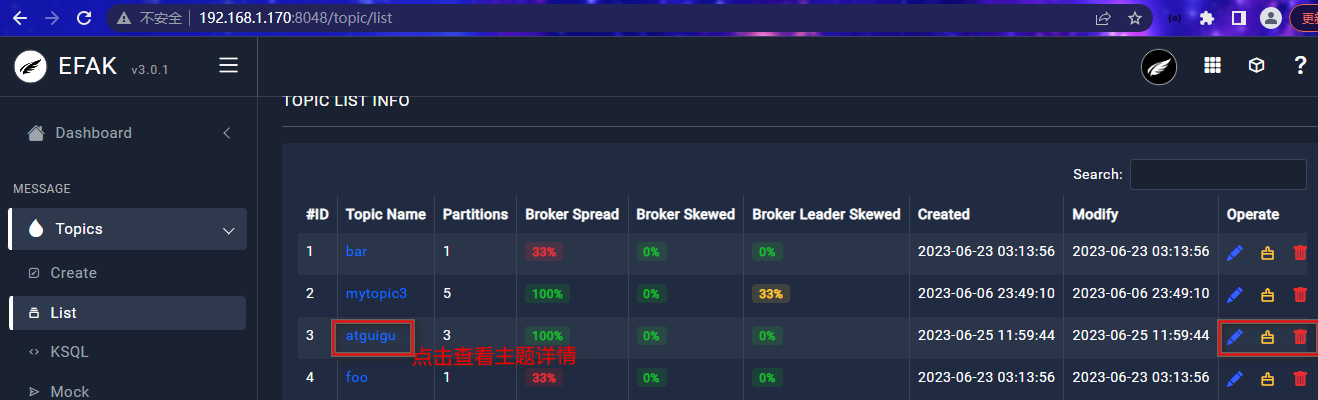 不安全 192.168.1.170:8048/topic/list
EFAK v3.0.1
TOPIC LIST INFO
Dashboard
MESSAGE
Topics
Create
List
KSQL
Mock
Search:
#ID Topic Name Partitions Broker Spread Broker Skewed Broker Leader Skewed Created Modify Operate
1 bar 1 33% 0% 0% 2023-06-23 03:13:56 2023-06-23 03:13:56
2 mytopic3 5 100% 0% 33% 2023-06-06 23:49:10 2023-06-06 23:49:10
3 atguigu 3 100% 0% 0% 2023-06-25 11:59:44 2023-06-25 11:59:44
点击查看主题详情
4 foo 1 33% 0% 0% 2023-06-23 03:13:56 2023-06-23 03:13:56